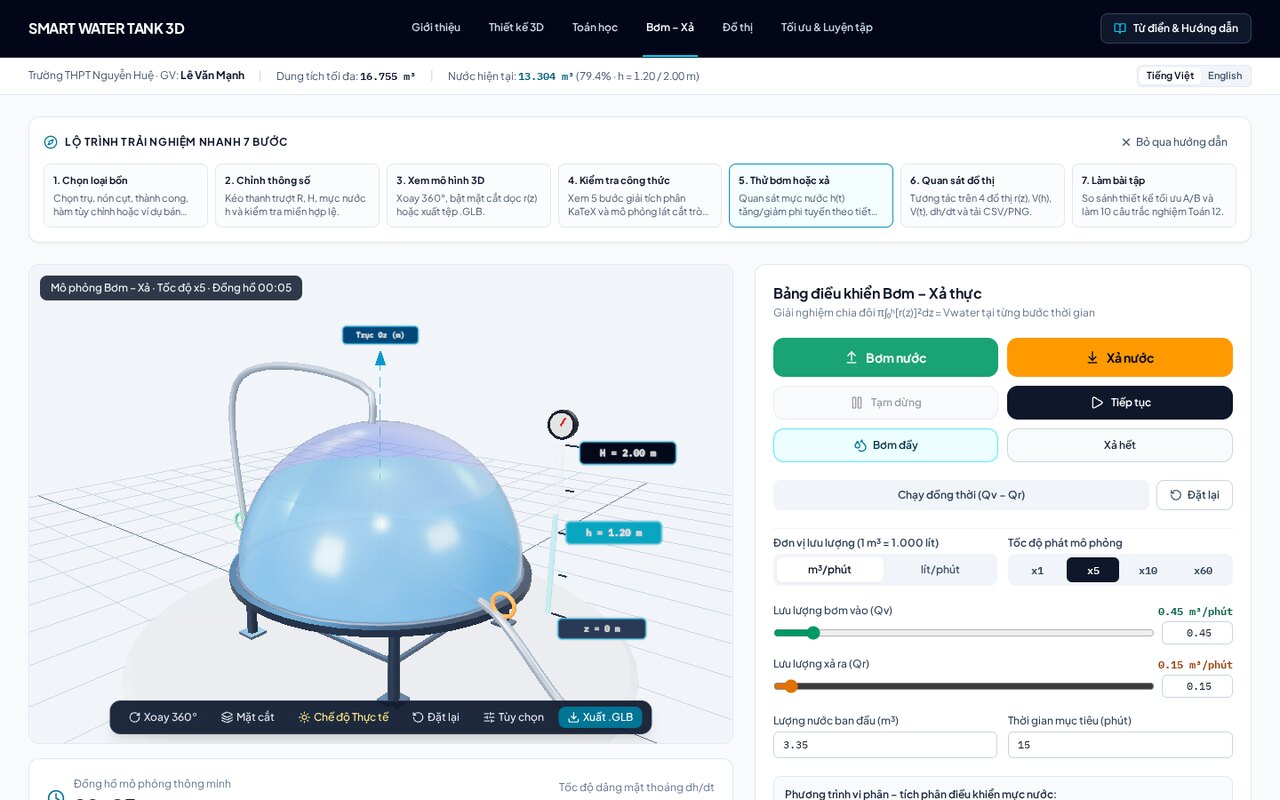 SMART WATER TANK 3D
Giới thiệu
Thiết kế 3D
Toán học
Bơm – Xả
Đồ thị
Tối ưu & Luyện tập
Từ điển & Hướng dẫn
Trường THPT Nguyễn Huệ · GV: Lê Văn Mạnh
Dung tích tối đa: 16.755 m³
Nước hiện tại: 13.304 m³ (79.4% · h = 1.20 / 2.00 m)
Tiếng Việt
English
LỘ TRÌNH TRẢI NGHIỆM NHANH 7 BƯỚC
Bỏ qua hướng dẫn
1. Chọn loại bồn
Chọn trụ, nón cụt, thành cong,
hàm tùy chỉnh hoặc ví dụ bán…
2. Chỉnh thông số
Kéo thanh trượt R, H, mực nước
h và kiểm tra miền hợp lệ.
3. Xem mô hình 3D
Xoay 360°, bật mặt cắt dọc r(z)
hoặc xuất tệp .GLB.
4. Kiểm tra công thức
Xem 5 bước giải tích phân
KaTeX và mô phỏng lát cắt trò…
5. Thử bơm hoặc xả
Quan sát mực nước h(t)
tăng/giảm phi tuyến theo tiết…
6. Quan sát đồ thị
Tương tác trên 4 đồ thị r(z), V(h),
V(t), dh/dt và tải CSV/PNG.
7. Làm bài tập
So sánh thiết kế tối ưu A/B và
làm 10 câu trắc nghiệm Toán 12.
Mô phỏng Bơm – Xả · Tốc độ x5 · Đồng hồ 00:05
Trục Oz (m)
H = 2.00 m
h = 1.20 m
z = 0 m
Xoay 360°
Mặt cắt
Chế độ Thực tế
Đặt lại
Tùy chọn
Xuất .GLB
Đồng hồ mô phỏng thông minh
Tốc độ dâng mặt thoáng dh/dt
Bảng điều khiển Bơm – Xả thực
Giải nghiệm chia đôi π∫₀ʰ[r(z)]²dz = Vwater tại từng bước thời gian
Bơm nước
Xả nước
Tạm dừng
Tiếp tục
Bơm đầy
Xả hết
Chạy đồng thời (Qv – Qr)
Đặt lại
Đơn vị lưu lượng (1 m³ = 1.000 lít)
m³/phút
lít/phút
Tốc độ phát mô phỏng
x1
x5
x10
x60
Lưu lượng bơm vào (Qv)
0.45 m³/phút
0.45
Lưu lượng xả ra (Qr)
0.15 m³/phút
0.15
Lượng nước ban đầu (m³)
3.35
Thời gian mục tiêu (phút)
15
Phương trình vi phân – tích phân điều khiển mực nước: